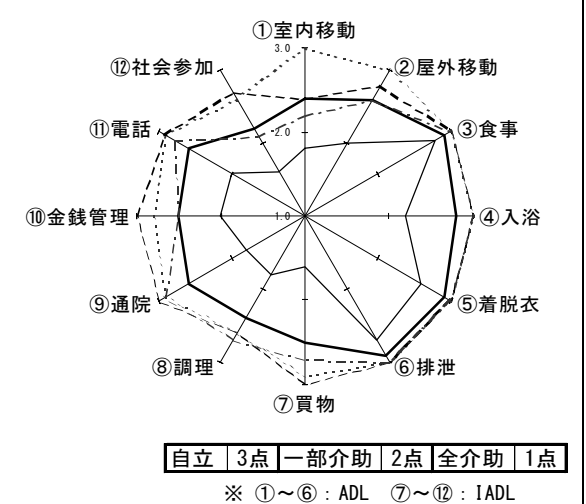 ①室内移動
3.0
⑫社会参加
②屋外移動
⑪電話
2.0
③食事
⑩金銭管理
1.0
④入浴
⑨通院
⑤着脱衣
⑧調理
⑥排泄
⑦買物
自立 3点 一部介助 2点 全介助 1点
※ ①～⑥：ADL ⑦～⑫：IADL